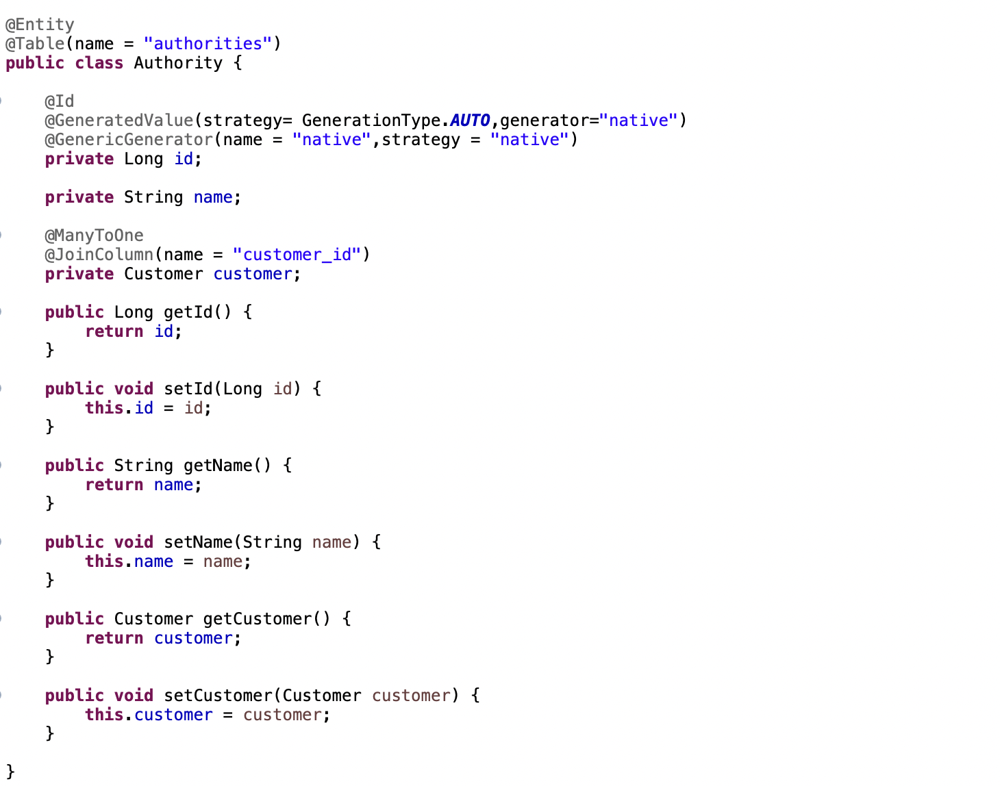 @Entity
@Table(name = "authorities")
public class Authority {
@Id
@GeneratedValue(strategy= GenerationType.AUTO,generator="native")
@GenericGenerator(name = "native",strategy = "native")
private Long id;
private String name;
@ManyToOne
@JoinColumn(name = "customer_id")
private Customer customer;
public Long getId() {
return id;
}
public void setId(Long id) {
this.id = id;
}
public String getName() {
return name;
}
public void setName(String name) {
this.name = name;
}
public Customer getCustomer() {
return customer;
}
public void setCustomer(Customer customer) {
this.customer = customer;
}
}